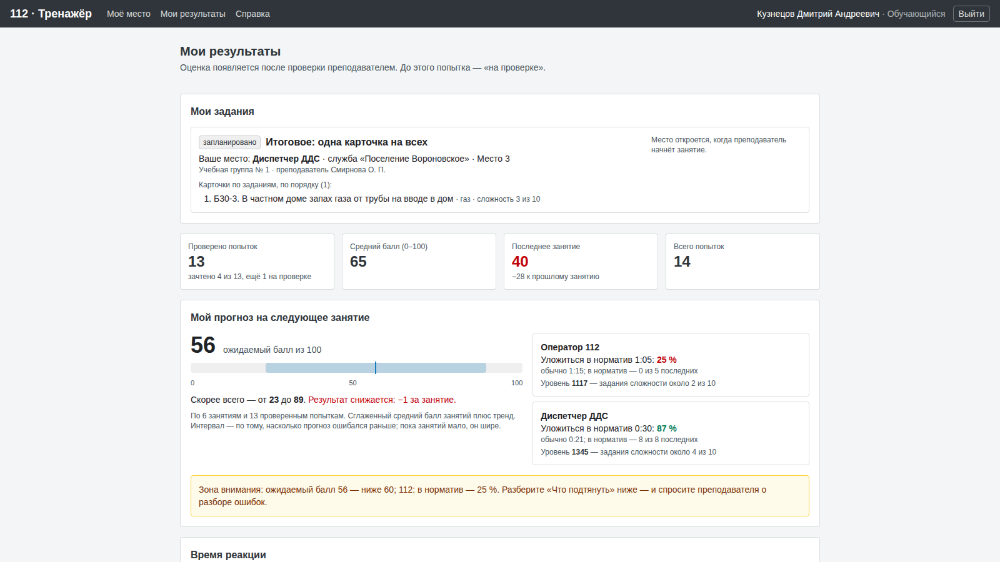 112 · Тренажёр
Моё место
Мои результаты
Справка
Кузнецов Дмитрий Андреевич · Обучающийся
Выйти
Мои результаты
Оценка появляется после проверки преподавателем. До этого попытка — «на проверке».
Мои задания
запланировано
Итоговое: одна карточка на всех
Место откроется, когда преподаватель
начнёт занятие.
Ваше место: Диспетчер ДДС · служба «Поселение Вороновское» · Место 3
Учебная группа № 1 · преподаватель Смирнова О. П.
Карточки по заданиям, по порядку (1):
1. Б30-3. В частном доме запах газа от трубы на вводе в дом · газ · сложность 3 из 10
Проверено попыток
13
зачтено 4 из 13, ещё 1 на проверке
Средний балл (0–100)
65
Последнее занятие
40
−28 к прошлому занятию
Всего попыток
14
Мой прогноз на следующее занятие
56 ожидаемый балл из 100
0 50 100
Скорее всего — от 23 до 89. Результат снижается: −1 за занятие.
По 6 занятиям и 13 проверенным попыткам. Сглаженный средний балл занятий плюс тренд.
Интервал — по тому, насколько прогноз ошибался раньше; пока занятий мало, он шире.
Оператор 112
Уложиться в норматив 1:05: 25 %
обычно 1:15; в норматив — 0 из 5 последних
Уровень 1117 — задания сложности около 2 из 10
Диспетчер ДДС
Уложиться в норматив 0:30: 87 %
обычно 0:21; в норматив — 8 из 8 последних
Уровень 1345 — задания сложности около 4 из 10
Зона внимания: ожидаемый балл 56 — ниже 60; 112: в норматив — 25 %. Разберите «Что подтянуть» ниже — и спросите преподавателя о
разборе ошибок.
Время реакции